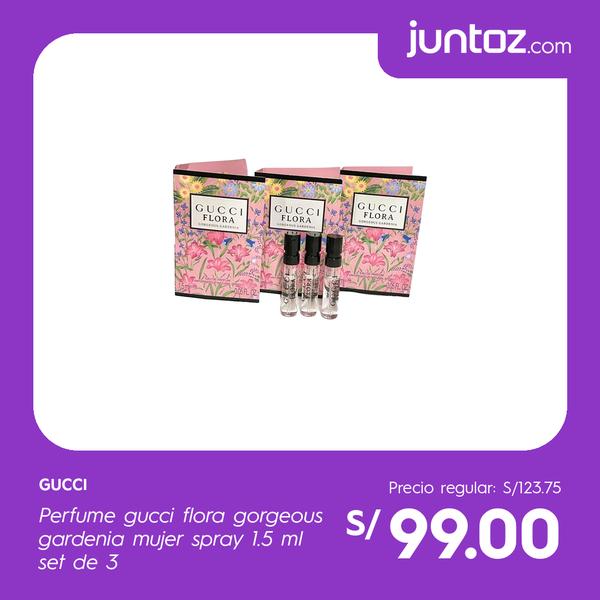 juntoz.com
GUCCI
FLORA
GORGEOUS GARDENIA
GUCCI
FLORA
GORGEOUS GARDENIA
GUCCI
FLORA
GORGEOUS GARDENIA
GUCCI
Perfume gucci flora gorgeous
gardenia mujer spray 1.5 ml
set de 3
Precio regular: S/123.75
S/99.00